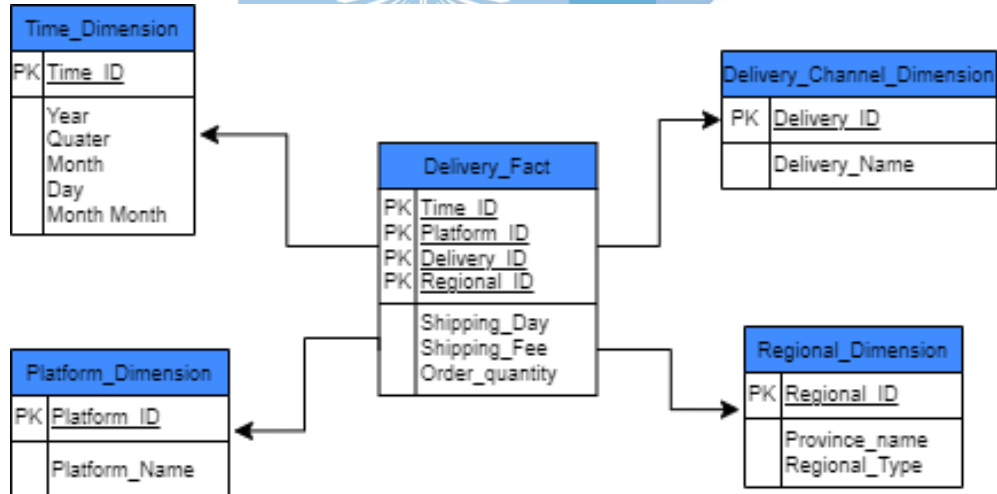 Time_Dimension
PK Time_ID
Year
Quater
Month
Day
Month Month
Delivery_Channel_Dimension
PK Delivery_ID
Delivery_Name
Delivery_Fact
PK Time_ID
PK Platform_ID
PK Delivery_ID
PK Regional_ID
Shipping_Day
Shipping_Fee
Order_quantity
Platform_Dimension
PK Platform_ID
Platform_Name
Regional_Dimension
PK Regional_ID
Province_name
Regional_Type